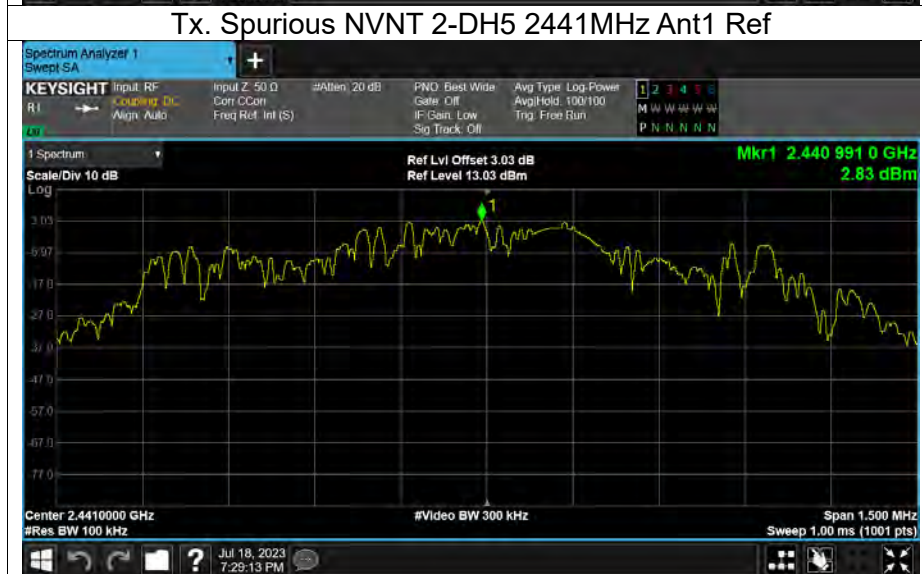 Tx. Spurious NVNT 2-DH5 2441MHz Ant1 Ref
Spectrum Analyzer 1
Swept SA
+
KEYSIGHT
RL
Input: RF
Coupling: DC
Align: Auto
Input Z: 50 Ω
Corr CCorr
Freq Ref: Int (S)
#Atten: 20 dB
PNO: Best Wide
Gate: Off
IF Gain: Low
Sig Track: Off
Avg Type: Log-Power
Avg|Hold: 100/100
Trig: Free Run
1 2 3 4 5 6
M W W W W W
P N N N N N
1 Spectrum
Scale/Div 10 dB
Ref Lvl Offset 3.03 dB
Ref Level 13.03 dBm
Mkr1 2.440 991 0 GHz
2.83 dBm
Log
1
3.03
-6.97
-17.0
-27.0
-37.0
-47.0
-57.0
-67.0
-77.0
Center 2.4410000 GHz
#Res BW 100 kHz
#Video BW 300 kHz
Span 1.500 MHz
Sweep 1.00 ms (1001 pts)
?
Jul 18, 2023
7:29:13 PM